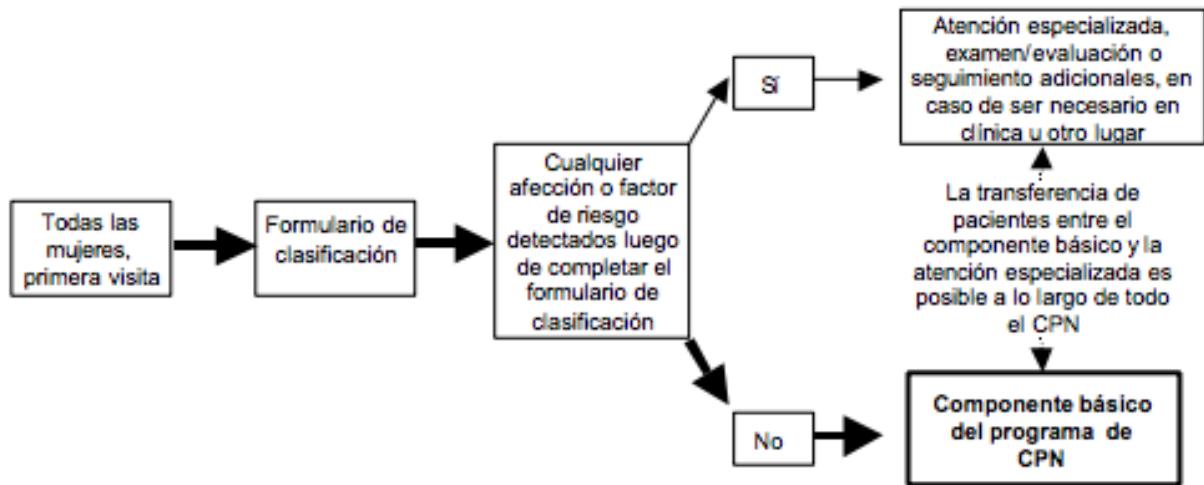 Todas las
mujeres,
primera visita
Formulario de
clasificación
Cualquier
afección o factor
de riesgo
detectados luego
de completar el
formulario de
clasificación
Sí
Atención especializada,
examen/evaluación o
seguimiento adicionales, en
caso de ser necesario en
clínica u otro lugar
La transferencia de
pacientes entre el
componente básico y la
atención especializada es
posible a lo largo de todo
el CPN
No
Componente básico
del programa de
CPN